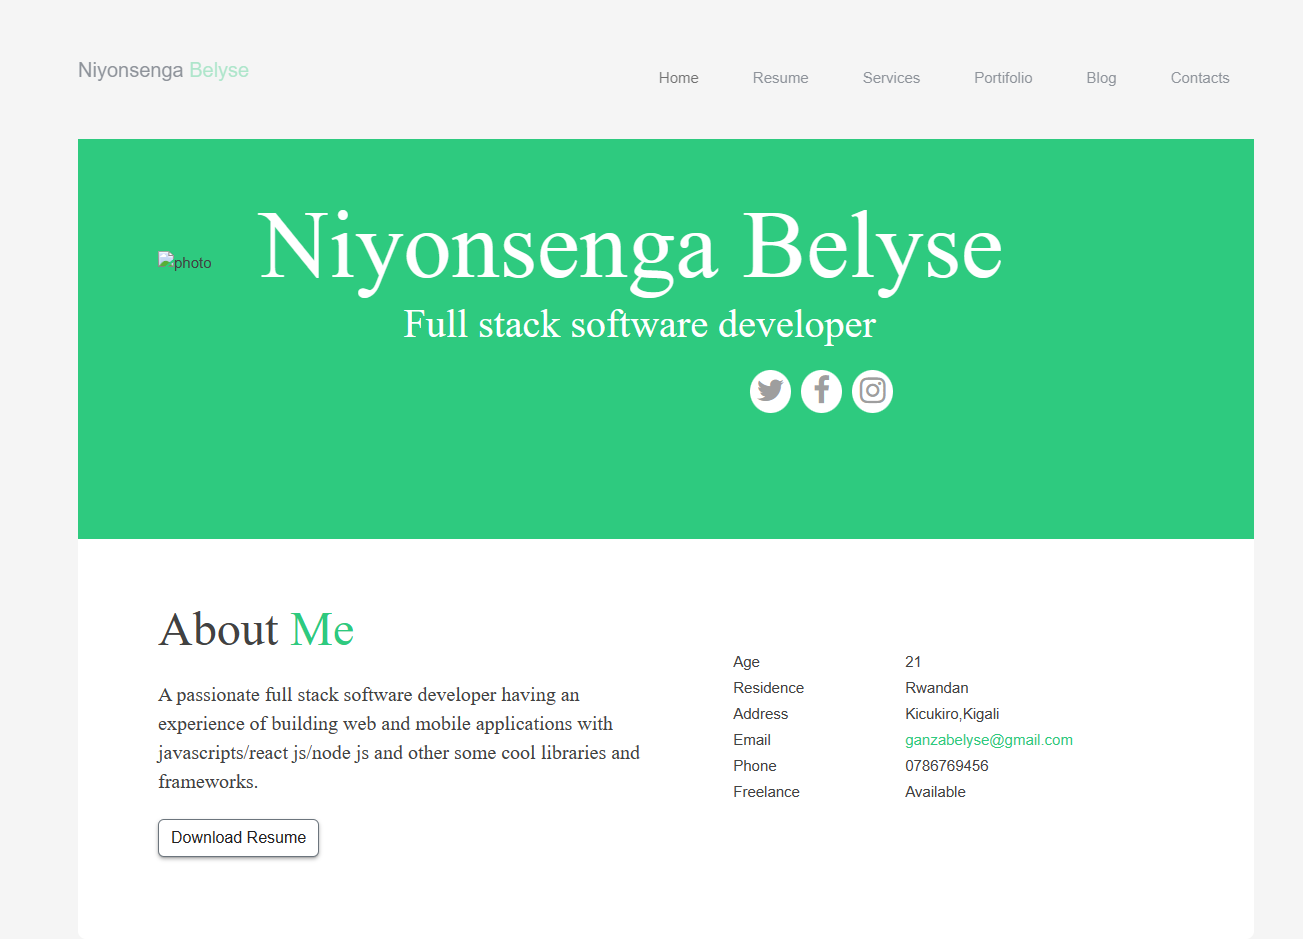 Niyonsenga Belyse
Home Resume Services Portifolio Blog Contacts
photo
Niyonsenga Belyse
Full stack software developer
About Me
A passionate full stack software developer having an
experience of building web and mobile applications with
javascripts/react js/node js and other some cool libraries and
frameworks.
Download Resume
Age 21
Residence Rwandan
Address Kicukiro,Kigali
Email ganzabelyse@gmail.com
Phone 0786769456
Freelance Available